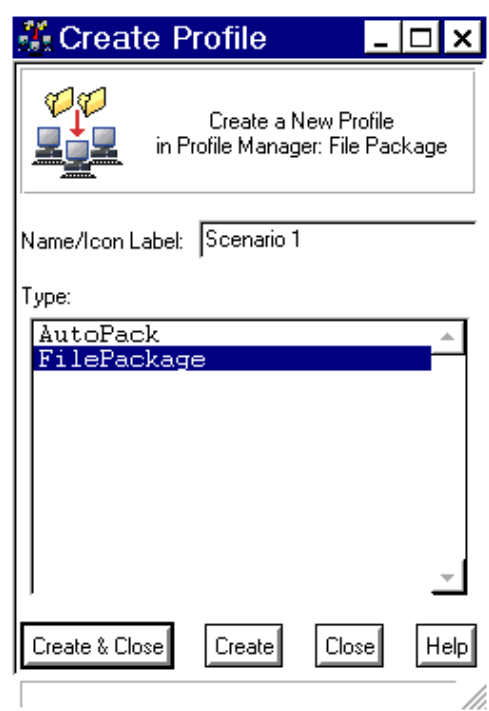 Create Profile
Create a New Profile
in Profile Manager: File Package
Name/Icon Label: Scenario 1
Type:
AutoPack
FilePackage
Create & Close Create Close Help